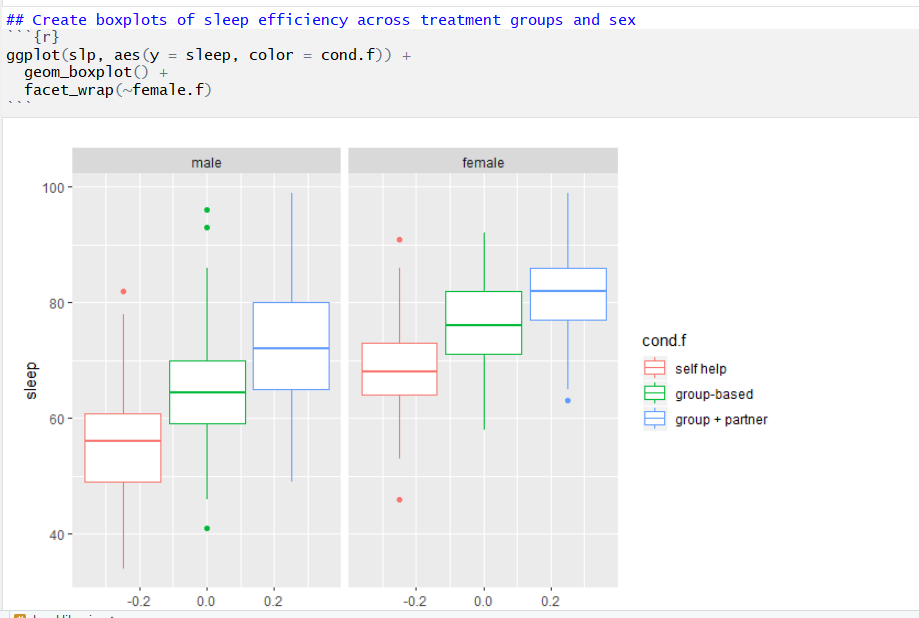 ## Create boxplots of sleep efficiency across treatment groups and sex
```{r}
ggplot(slp, aes(y = sleep, color = cond.f)) +
  geom_boxplot() +
  facet_wrap(~female.f)
```
male female
100
80
60
40
sleep
-0.2 0.0 0.2 -0.2 0.0 0.2
cond.f
self help
group-based
group + partner